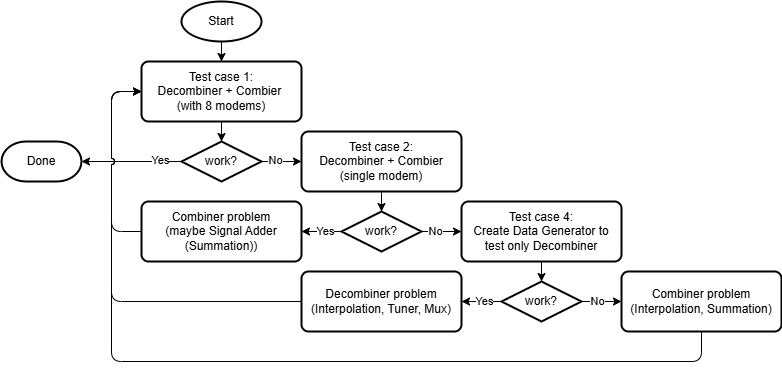 Start
Test case 1:
Decombiner + Combier
(with 8 modems)
Done
Yes
work?
No
Test case 2:
Decombiner + Combier
(single modem)
Combiner problem
(maybe Signal Adder
(Summation))
Yes
work?
No
Test case 4:
Create Data Generator to
test only Decombiner
Decombiner problem
(Interpolation, Tuner, Mux)
Yes
work?
No
Combiner problem
(Interpolation, Summation)